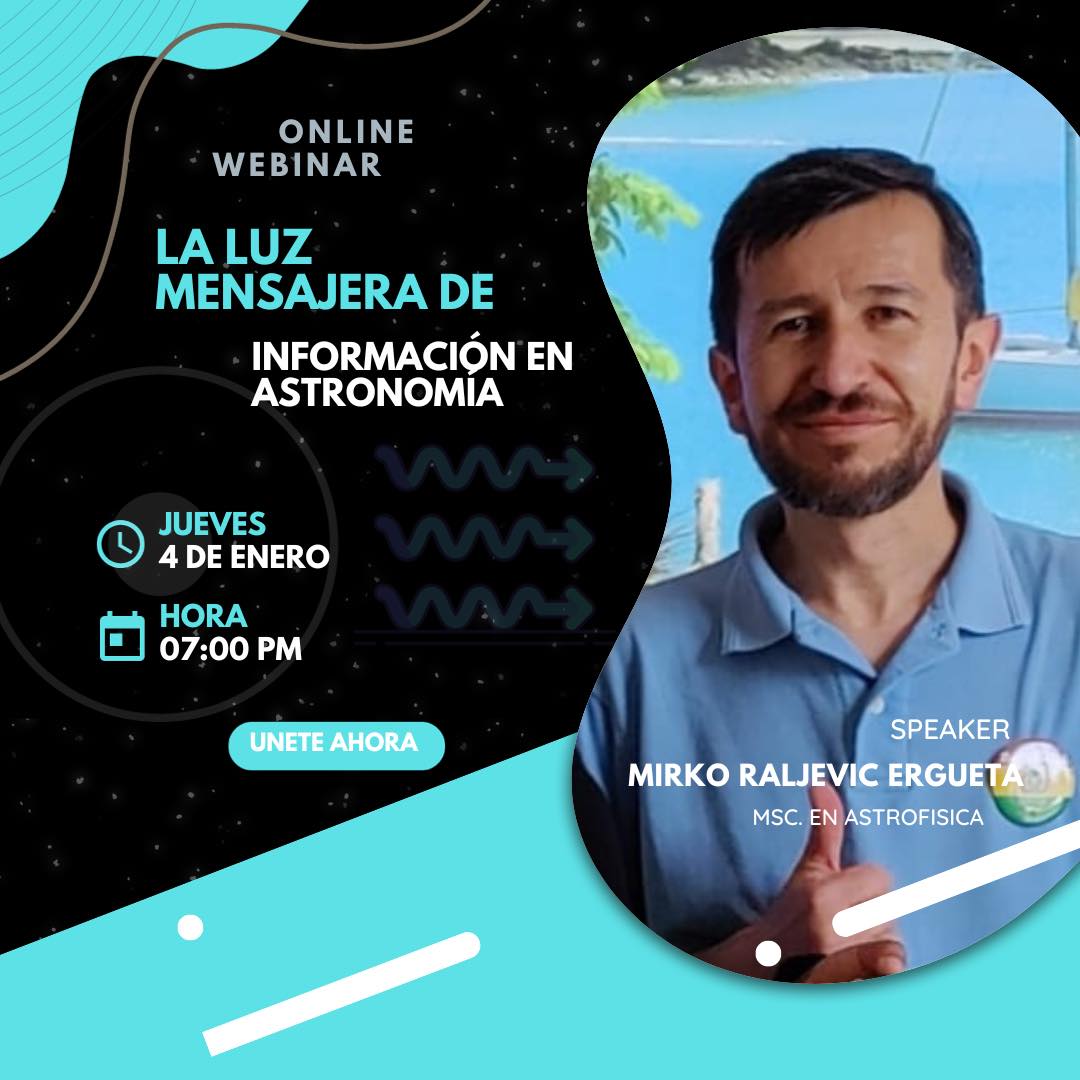 ONLINE
WEBINAR
LA LUZ
MENSAJERA DE
INFORMACIÓN EN
ASTRONOMÍA
JUEVES
4 DE ENERO
HORA
07:00 PM
UNETE AHORA
SPEAKER
MIRKO RALJEVIC ERGUETA
MSC. EN ASTROFISICA